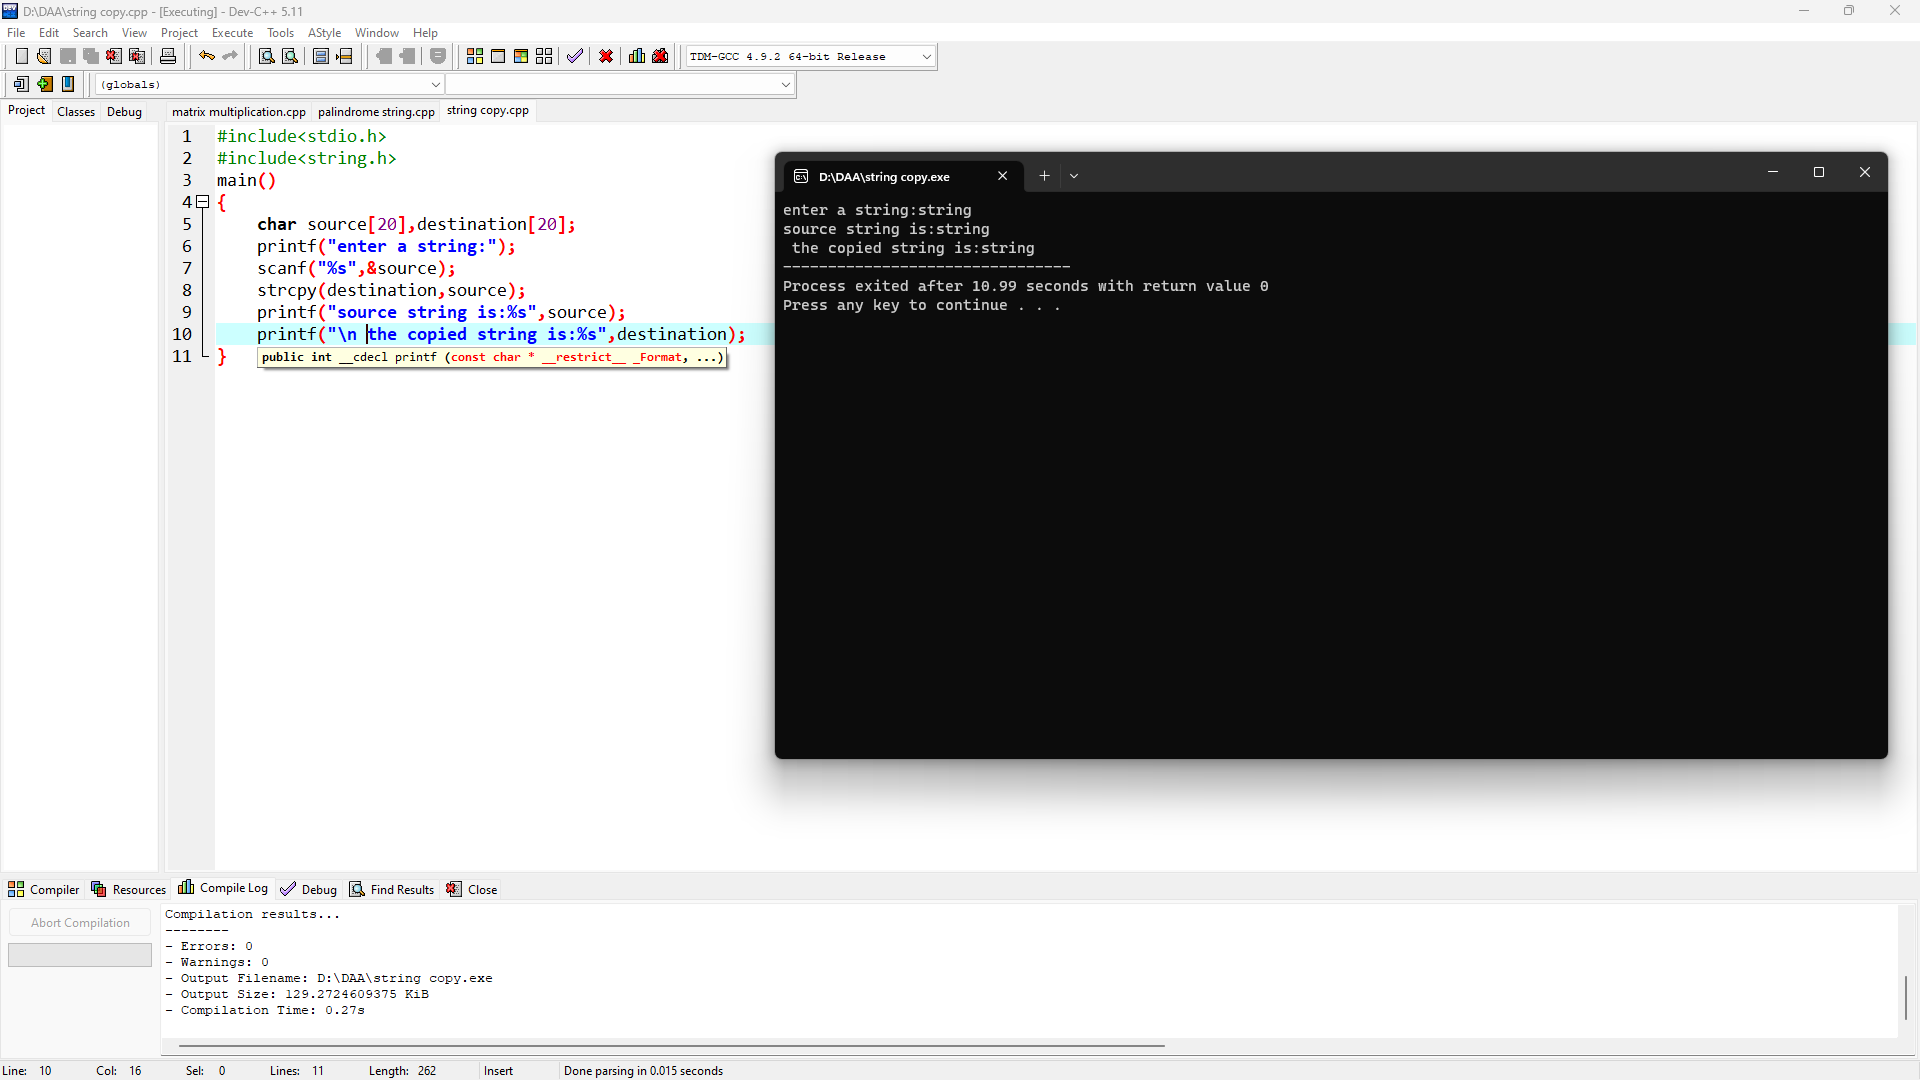 D:\DAA\string copy.cpp - [Executing] - Dev-C++ 5.11
File Edit Search View Project Execute Tools AStyle Window Help
TDM-GCC 4.9.2 64-bit Release
(globals)
Project Classes Debug
matrix multiplication.cpp palindrome string.cpp string copy.cpp
1 #include<stdio.h>
2 #include<string.h>
3 main()
4 {
5 char source[20],destination[20];
6 printf("enter a string:");
7 scanf("%s",&source);
8 strcpy(destination,source);
9 printf("source string is:%s",source);
10 printf("\n the copied string is:%s",destination);
11 }
public int __cdecl printf (const char * __restrict__ _Format, ...)
D:\DAA\string copy.exe
enter a string:string
source string is:string
the copied string is:string
--------------------------------
Process exited after 10.99 seconds with return value 0
Press any key to continue . . .
Compiler Resources Compile Log Debug Find Results Close
Abort Compilation
Compilation results...
--------
- Errors: 0
- Warnings: 0
- Output Filename: D:\DAA\string copy.exe
- Output Size: 129.2724609375 KiB
- Compilation Time: 0.27s
Line: 10 Col: 16 Sel: 0 Lines: 11 Length: 262 Insert Done parsing in 0.015 seconds